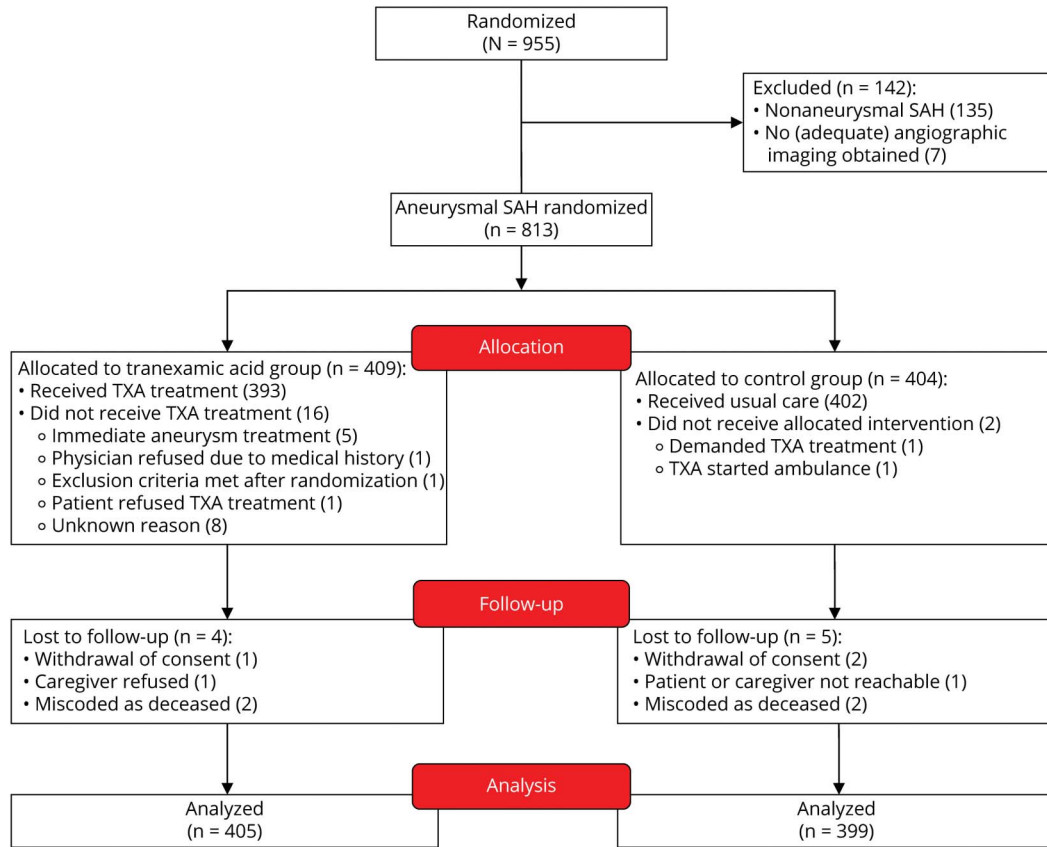 Randomized
(N = 955)
Excluded (n = 142):
• Nonaneurysmal SAH (135)
• No (adequate) angiographic
imaging obtained (7)
Aneurysmal SAH randomized
(n = 813)
Allocation
Allocated to tranexamic acid group (n = 409):
• Received TXA treatment (393)
• Did not receive TXA treatment (16)
○ Immediate aneurysm treatment (5)
○ Physician refused due to medical history (1)
○ Exclusion criteria met after randomization (1)
○ Patient refused TXA treatment (1)
○ Unknown reason (8)
Allocated to control group (n = 404):
• Received usual care (402)
• Did not receive allocated intervention (2)
○ Demanded TXA treatment (1)
○ TXA started ambulance (1)
Follow-up
Lost to follow-up (n = 4):
• Withdrawal of consent (1)
• Caregiver refused (1)
• Miscoded as deceased (2)
Lost to follow-up (n = 5):
• Withdrawal of consent (2)
• Patient or caregiver not reachable (1)
• Miscoded as deceased (2)
Analysis
Analyzed
(n = 405)
Analyzed
(n = 399)